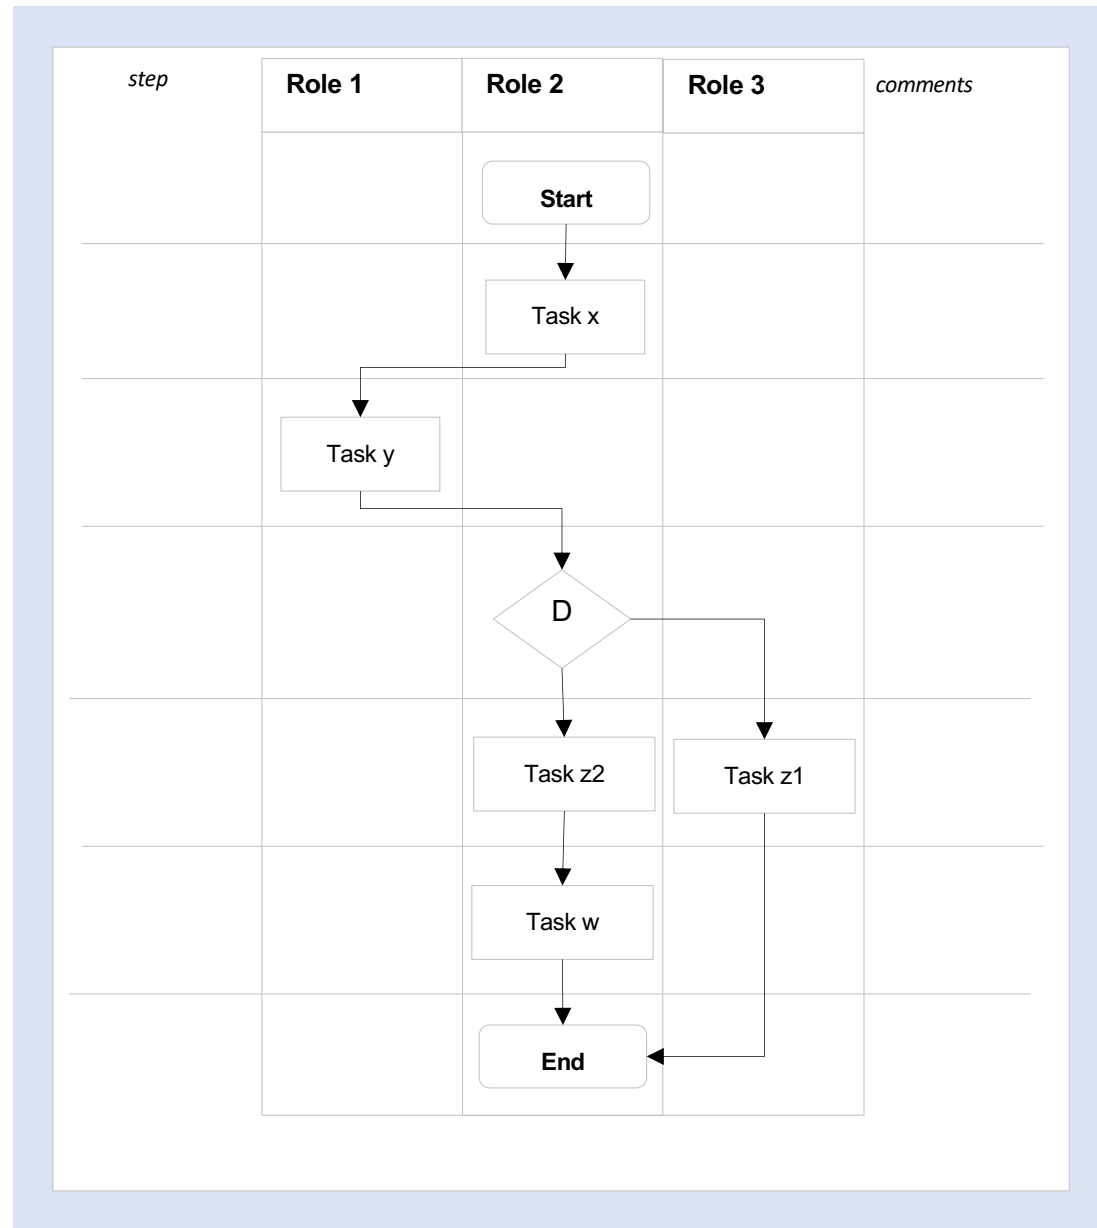 step
Role 1
Role 2
Role 3
comments
Start
Task x
Task y
D
Task z2
Task z1
Task w
End